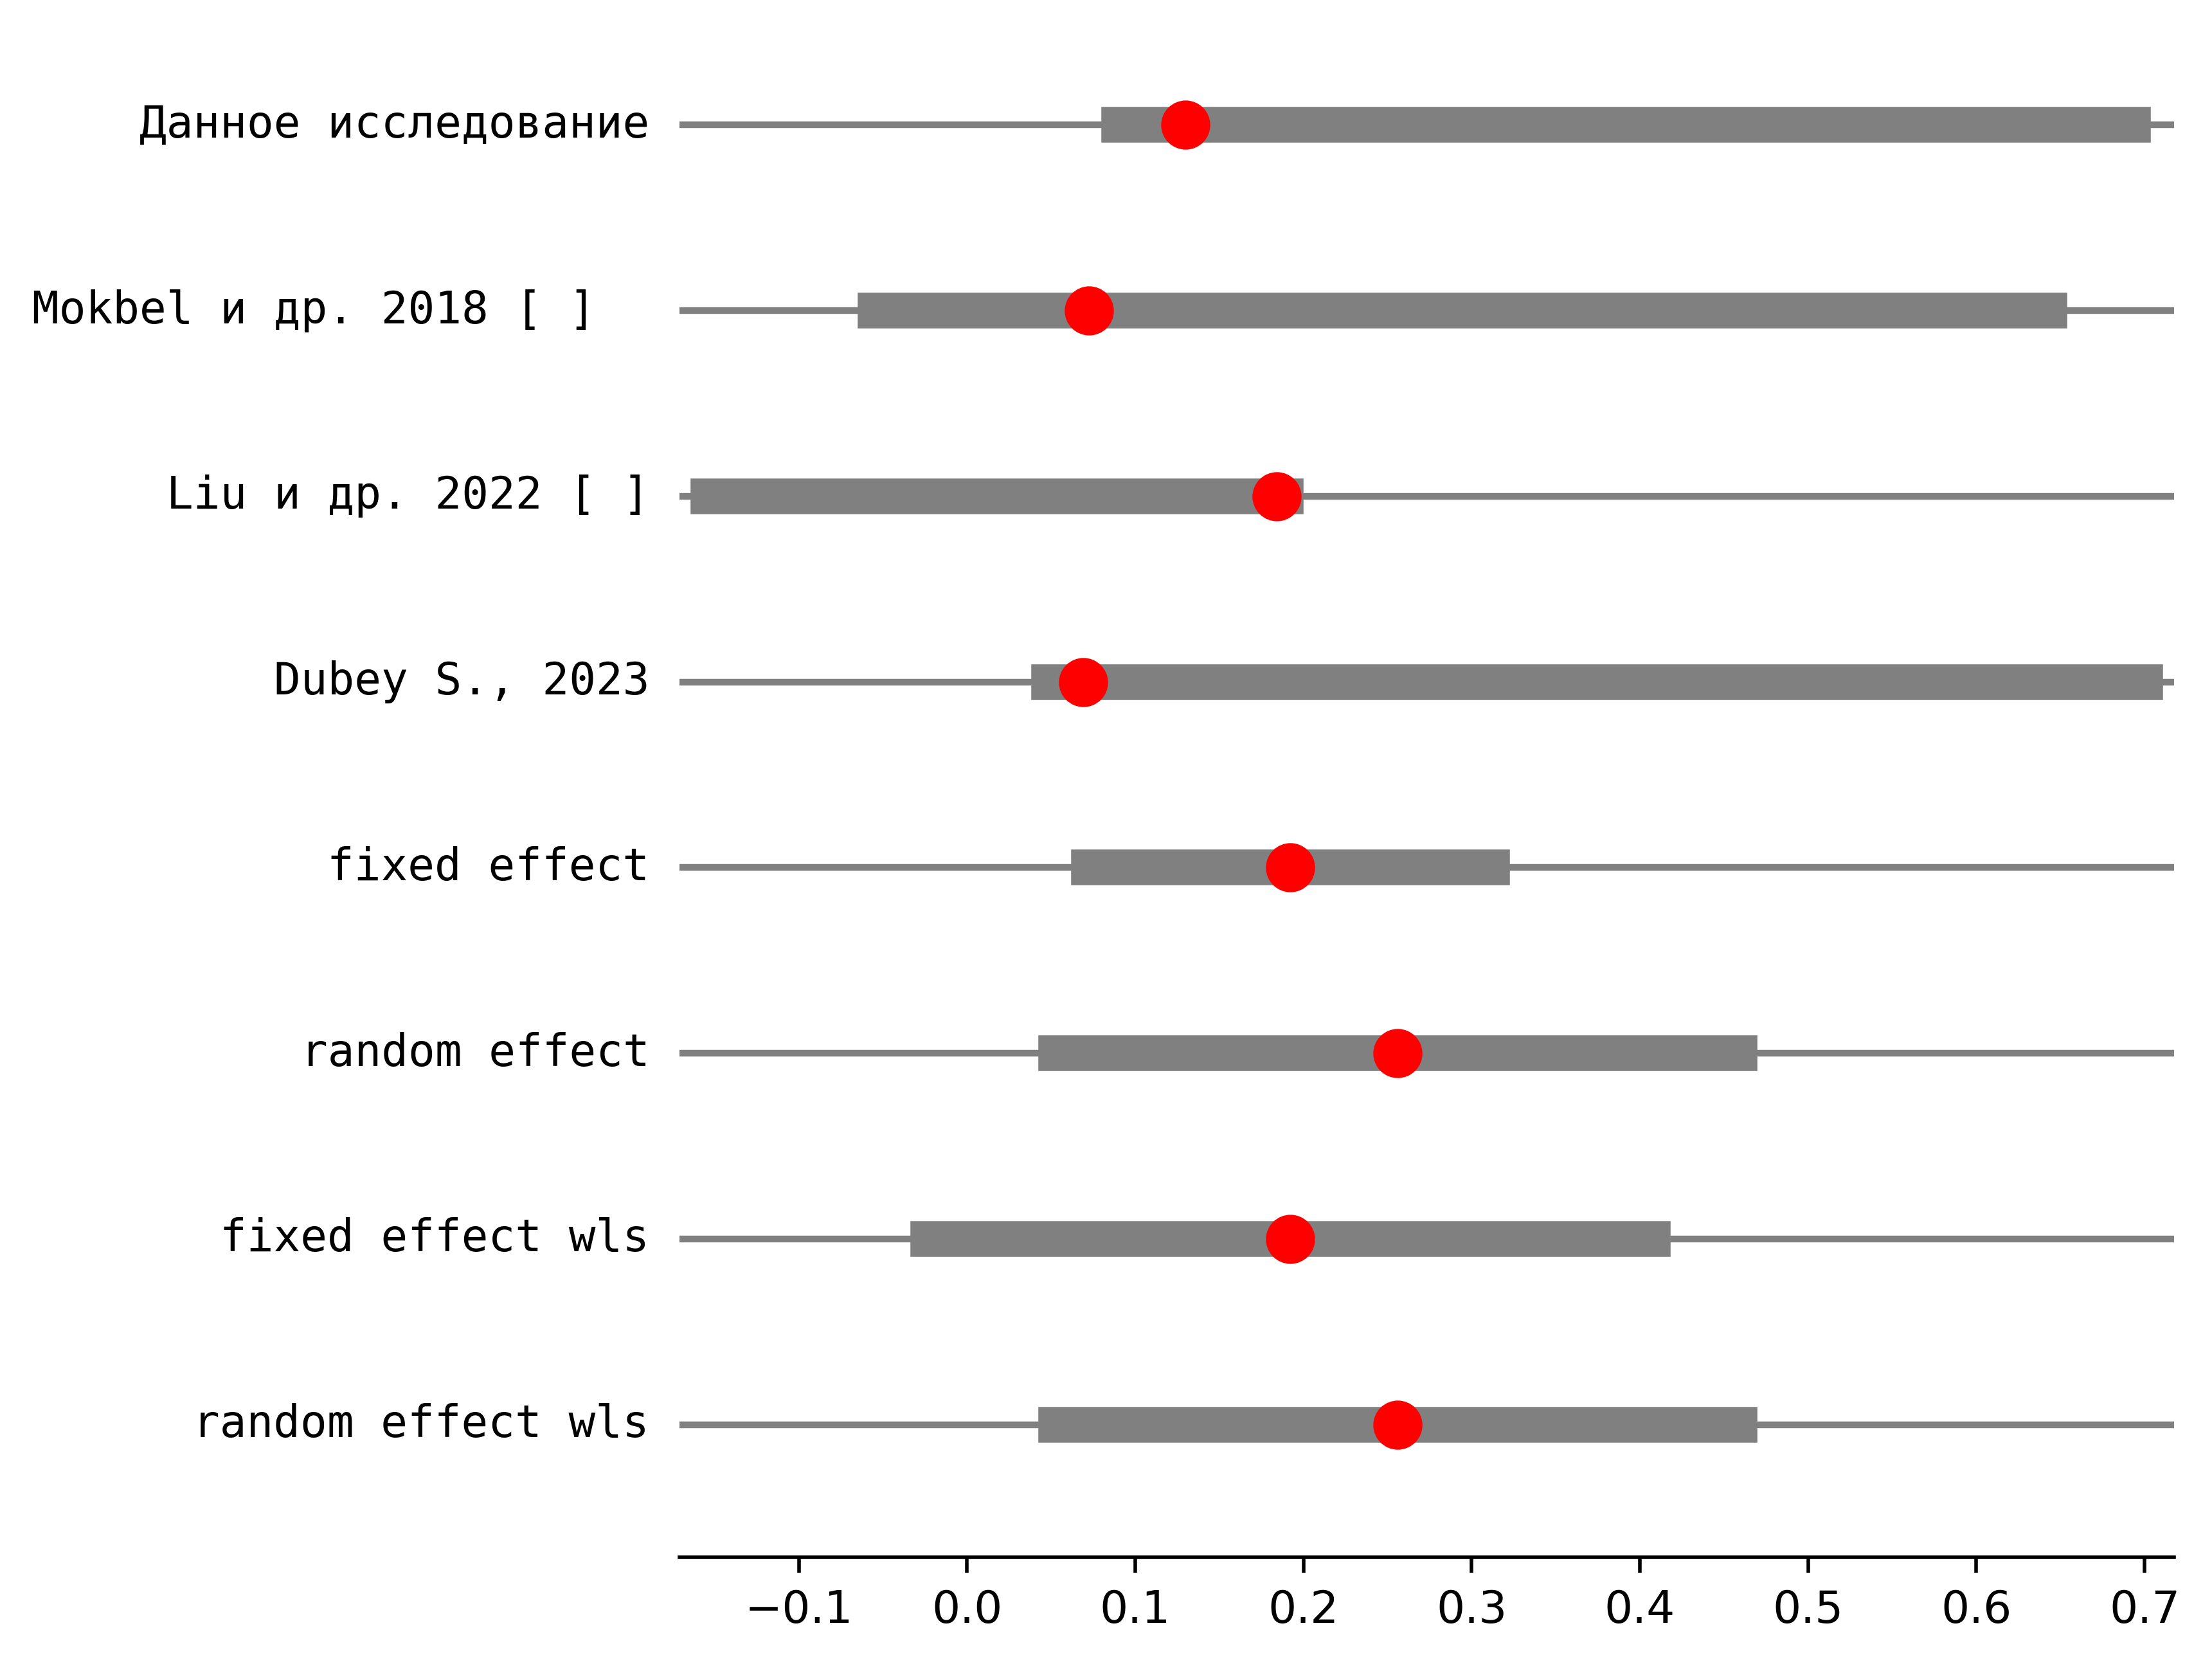 Данное исследование
Mokbel и др. 2018 [ ]
Liu и др. 2022 [ ]
Dubey S., 2023
fixed effect
random effect
fixed effect wls
random effect wls
−0.1 0.0 0.1 0.2 0.3 0.4 0.5 0.6 0.7